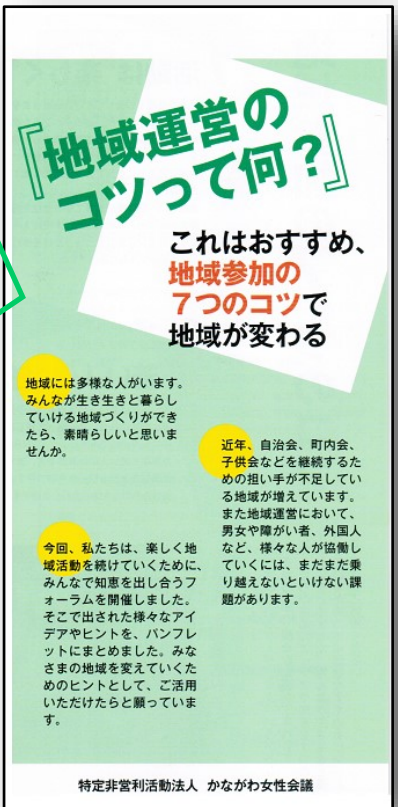 『地域運営の
コツって何？』
これはおすすめ、
地域参加の
７つのコツで
地域が変わる
地域には多様な人がいます。
みんなが生き生きと暮らし
ていける地域づくりができ
たら、素晴らしいと思いま
せんか。
近年、自治会、町内会、
子供会などを継続するた
めの担い手が不足してい
る地域が増えています。
また地域運営において、
男女や障がい者、外国人
など、様々な人が協働し
ていくには、まだまだ乗
り越えないといけない課
題があります。
今回、私たちは、楽しく地
域活動を続けていくために、
みんなで知恵を出し合うフ
ォーラムを開催しました。
そこで出された様々なアイ
デアやヒントを、パンフレ
ットにまとめました。みな
さまの地域を変えていくた
めのヒントとして、ご活用
いただけたらと願っていま
す。
特定非営利活動法人 かながわ女性会議